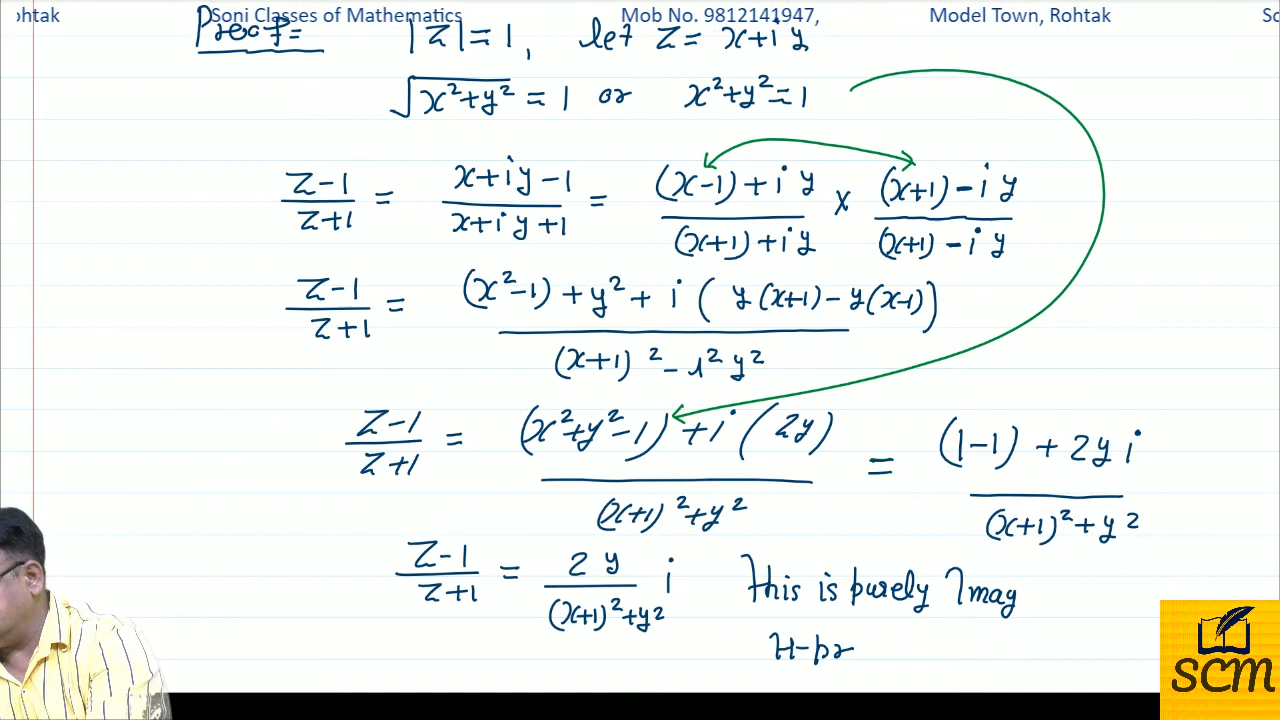 ohtak Soni Classes of Mathematics Mob No. 9812141947, Model Town, Rohtak Sc
Proof= |z|=1, let z= x+iy
√(x²+y²) = 1 or x²+y²=1
(z-1)/(z+1) = (x+iy-1)/(x+iy+1) = ((x-1)+iy)/((x+1)+iy) × ((x+1)-iy)/((x+1)-iy)
(z-1)/(z+1) = ((x²-1)+y²+i(y(x+1)-y(x-1)))/((x+1)²-i²y²)
(z-1)/(z+1) = ((x²+y²-1)+i(2y))/((x+1)²+y²) = ((1-1)+2yi)/((x+1)²+y²)
(z-1)/(z+1) = (2y)/((x+1)²+y²) i This is purely Imag
H-pr
SCM